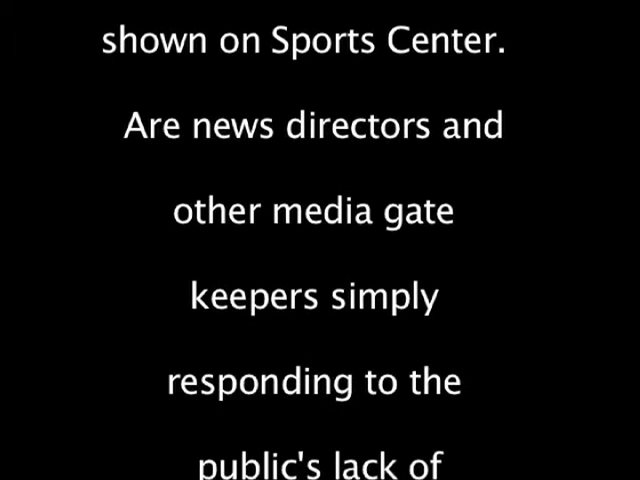 shown on Sports Center.
Are news directors and
other media gate
keepers simply
responding to the
public's lack of